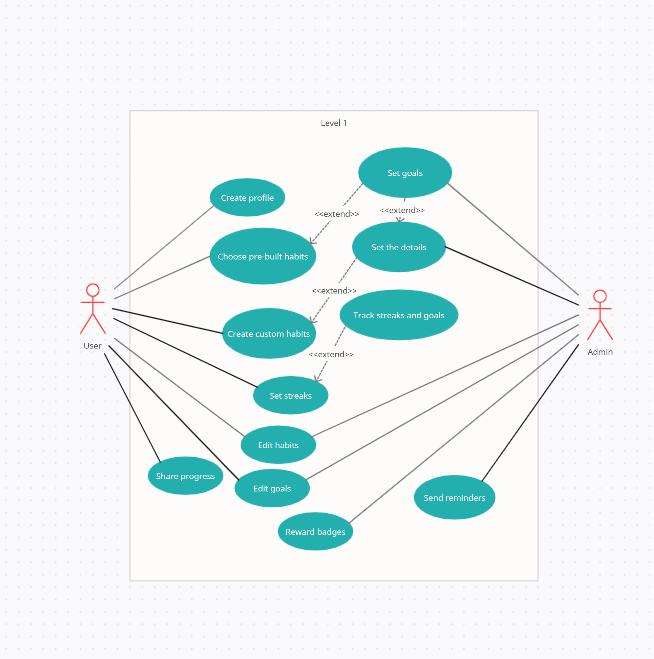 Level 1
Set goals
Create profile
<<extend>>
<<extend>>
Set the details
Choose pre-built habits
<<extend>>
Track streaks and goals
Create custom habits
User
Admin
<<extend>>
Set streaks
Edit habits
Share progress
Edit goals
Send reminders
Reward badges